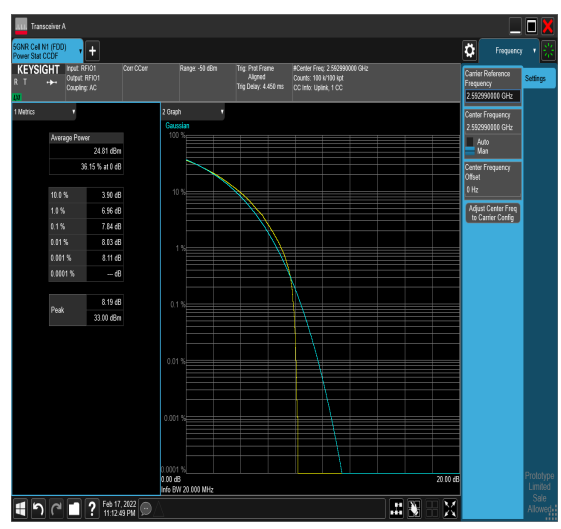 Transceiver A
5GNR Cell N1 (FDD)
Power Stat CCDF
KEYSIGHT
R T
LXI
Input: RFIO1
Output: RFIO1
Coupling: AC
Corr CCorr
Range: -50 dBm
Trig: Prot Frame
Aligned
Trig Delay: 4.450 ms
#Center Freq: 2.592990000 GHz
Counts: 100 k/100 kpt
CC Info: Uplink, 1 CC
Frequency
Settings
Carrier Reference
Frequency
2.592990000 GHz
Center Frequency
2.592990000 GHz
Auto
Man
Center Frequency
Offset
0 Hz
Adjust Center Freq
to Carrier Config
1 Metrics
Average Power
24.81 dBm
36.15 % at 0 dB
10.0 % 3.90 dB
1.0 % 6.96 dB
0.1 % 7.84 dB
0.01 % 8.03 dB
0.001 % 8.11 dB
0.0001 % --- dB
Peak
8.19 dB
33.00 dBm
2 Graph
Gaussian
100 %
10 %
1 %
0.1 %
0.01 %
0.001 %
0.0001 %
0.00 dB 20.00 dB
Info BW 20.000 MHz
Feb 17, 2022
11:12:49 PM
Prototype
Limited
Sale
Allowed